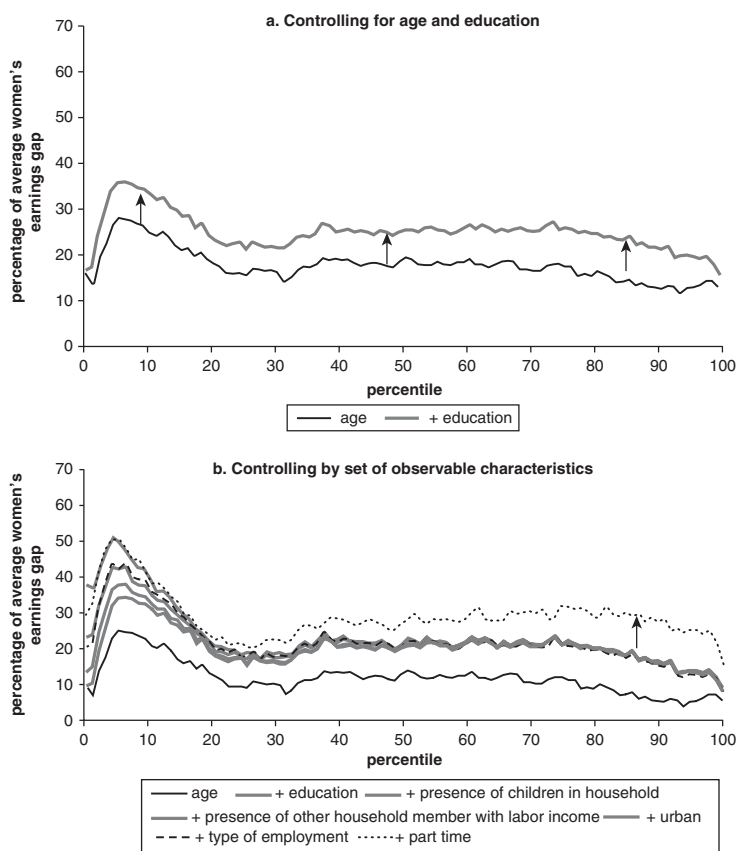 a. Controlling for age and education
percentage of average women's
earnings gap
70
60
50
40
30
20
10
0
0 10 20 30 40 50 60 70 80 90 100
percentile
age + education
b. Controlling by set of observable characteristics
percentage of average women's
earnings gap
70
60
50
40
30
20
10
0
0 10 20 30 40 50 60 70 80 90 100
percentile
age + education + presence of children in household
+ presence of other household member with labor income + urban
+ type of employment + part time